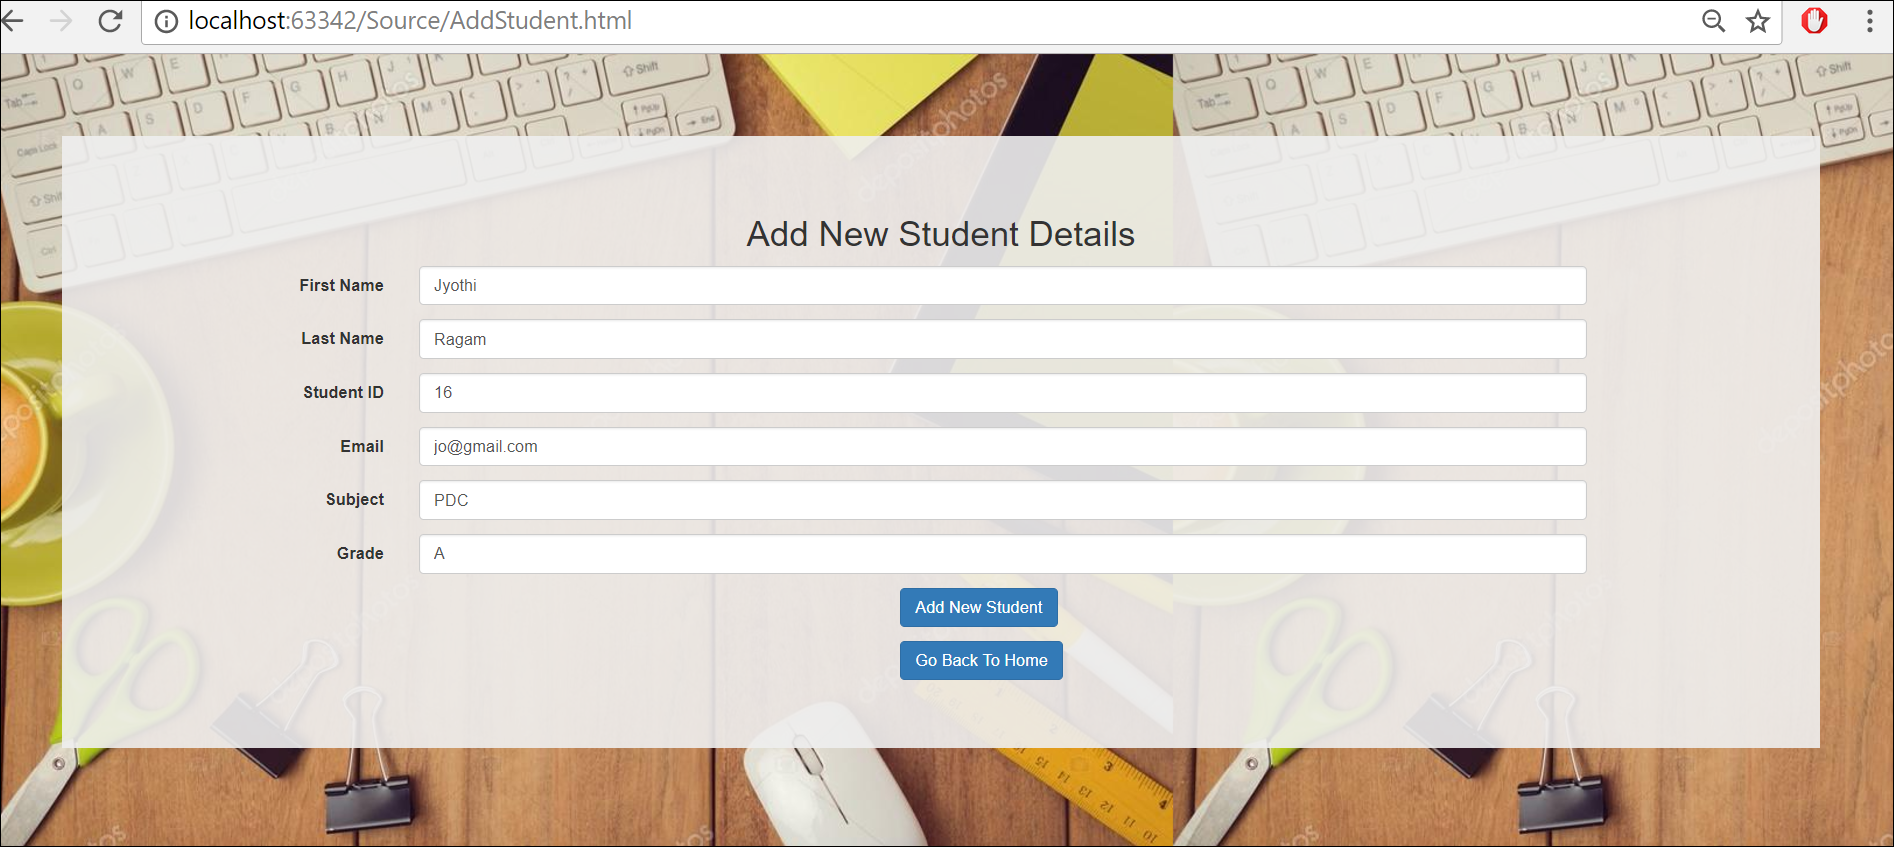 localhost:63342/Source/AddStudent.html
Add New Student Details
First Name Jyothi
Last Name Ragam
Student ID 16
Email jo@gmail.com
Subject PDC
Grade A
Add New Student
Go Back To Home
depositphotos